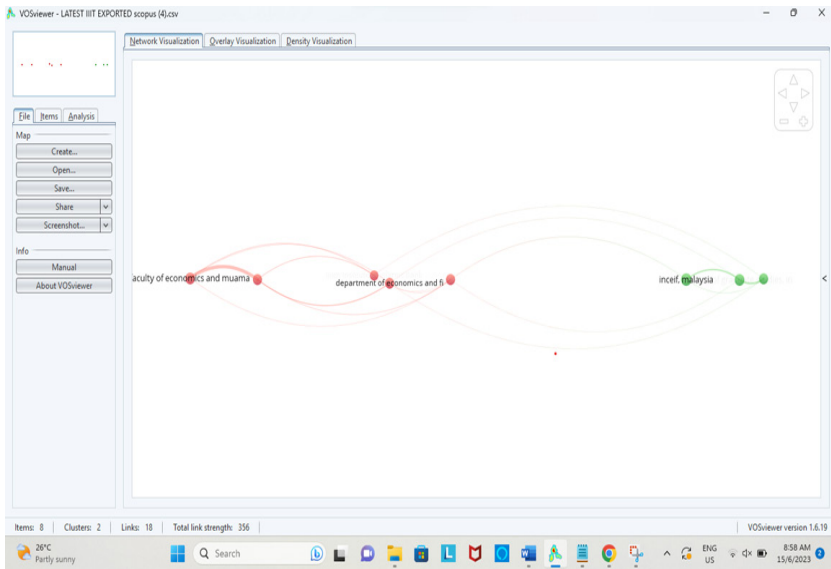 VOSviewer - LATEST IIIT EXPORTED scopus (4).csv
Network Visualization Overlay Visualization Density Visualization
File Items Analysis
Map
Create...
Open...
Save...
Share
Screenshot...
Info
Manual
About VOSviewer
aculty of economics and muama
department of economics and fi
inceif, malaysia
Items: 8 Clusters: 2 Links: 18 Total link strength: 356 VOSviewer version 1.6.19
26°C
Partly sunny
Search
ENG
US
8:58 AM
15/6/2023
2